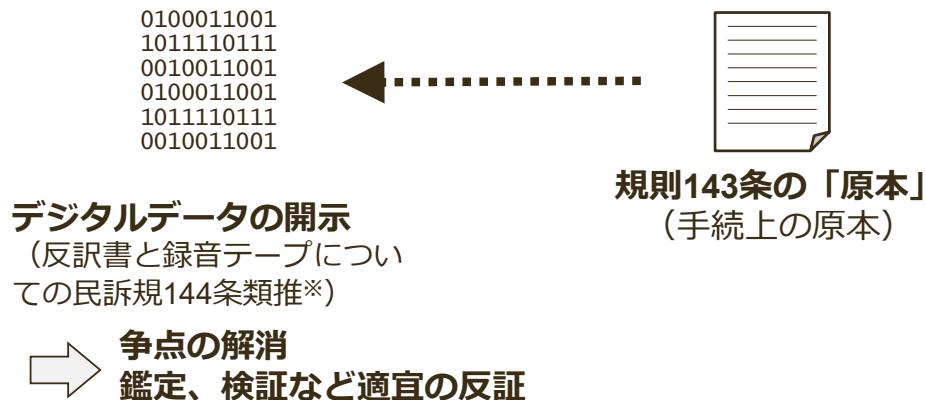 0100011001
1011110111
0010011001
0100011001
1011110111
0010011001
規則143条の「原本」
（手続上の原本）
デジタルデータの開示
（反訳書と録音テープについ
ての民訴規144条類推※）
争点の解消
鑑定、検証など適宜の反証